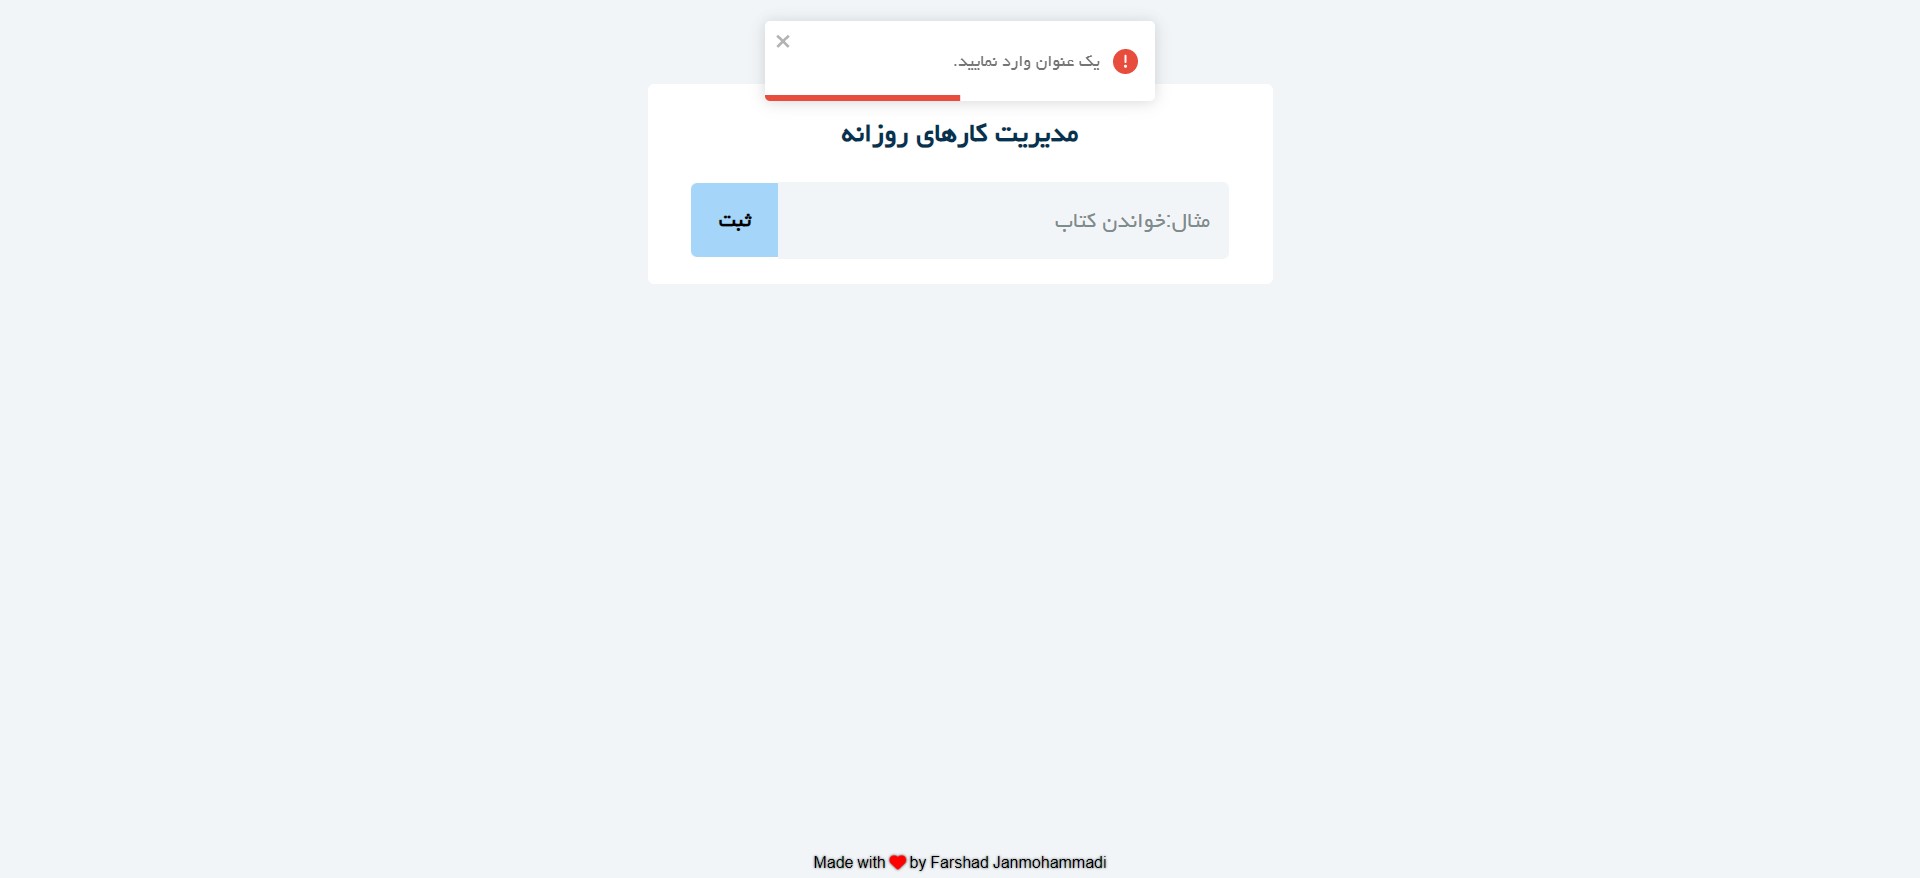 یک عنوان وارد نمایید.
مدیریت کارهای روزانه
مثال:خواندن کتاب
ثبت
Made with ❤ by Farshad Janmohammadi